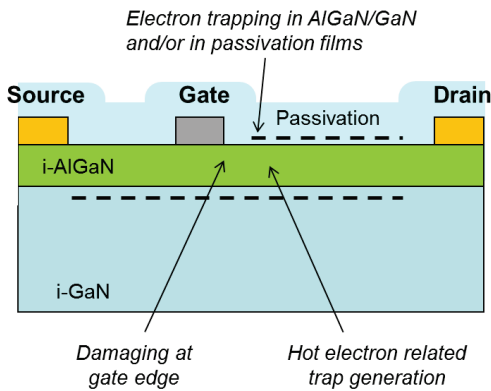 Electron trapping in AlGaN/GaN
and/or in passivation films
Source
Gate
Drain
Passivation
i-AlGaN
i-GaN
Damaging at
gate edge
Hot electron related
trap generation